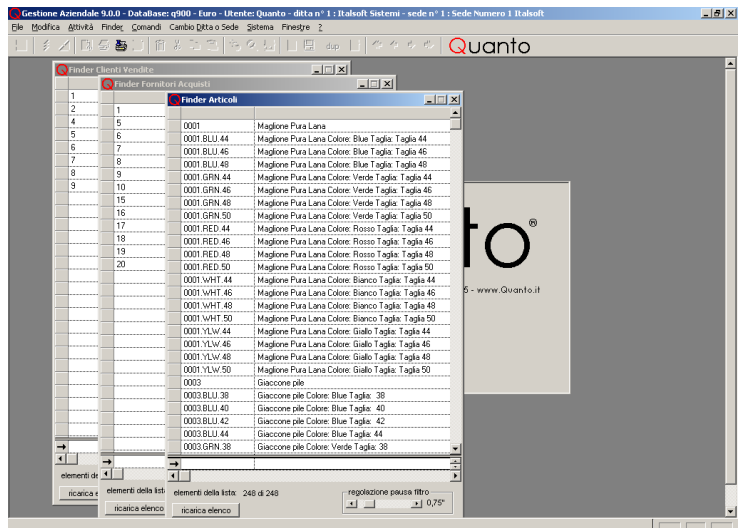 Gestione Aziendale 9.0.0 - DataBase: q900 - Euro - Utente: Quanto - ditta n° 1 : Italsoft Sistemi - sede n° 1 : Sede Numero 1 Italsoft
File Modifica Attività Finder Comandi Cambio Ditta o Sede Sistema Finestre ?
dup
Quanto
Finder Clienti Vendite
1
2
4
5
6
7
8
9
elementi de
ricarica e
Finder Fornitori Acquisti
1
5
6
7
8
9
10
15
16
17
18
19
20
elementi della list
ricarica elenco
Finder Articoli
0001 Maglione Pura Lana
0001.BLU.44 Maglione Pura Lana Colore: Blue Taglia: Taglia 44
0001.BLU.46 Maglione Pura Lana Colore: Blue Taglia: Taglia 46
0001.BLU.48 Maglione Pura Lana Colore: Blue Taglia: Taglia 48
0001.GRN.44 Maglione Pura Lana Colore: Verde Taglia: Taglia 44
0001.GRN.46 Maglione Pura Lana Colore: Verde Taglia: Taglia 46
0001.GRN.48 Maglione Pura Lana Colore: Verde Taglia: Taglia 48
0001.GRN.50 Maglione Pura Lana Colore: Verde Taglia: Taglia 50
0001.RED.44 Maglione Pura Lana Colore: Rosso Taglia: Taglia 44
0001.RED.46 Maglione Pura Lana Colore: Rosso Taglia: Taglia 46
0001.RED.48 Maglione Pura Lana Colore: Rosso Taglia: Taglia 48
0001.RED.50 Maglione Pura Lana Colore: Rosso Taglia: Taglia 50
0001.WHT.44 Maglione Pura Lana Colore: Bianco Taglia: Taglia 44
0001.WHT.46 Maglione Pura Lana Colore: Bianco Taglia: Taglia 46
0001.WHT.48 Maglione Pura Lana Colore: Bianco Taglia: Taglia 48
0001.WHT.50 Maglione Pura Lana Colore: Bianco Taglia: Taglia 50
0001.YLW.44 Maglione Pura Lana Colore: Giallo Taglia: Taglia 44
0001.YLW.46 Maglione Pura Lana Colore: Giallo Taglia: Taglia 46
0001.YLW.48 Maglione Pura Lana Colore: Giallo Taglia: Taglia 48
0001.YLW.50 Maglione Pura Lana Colore: Giallo Taglia: Taglia 50
0003 Giaccone pile
0003.BLU.38 Giaccone pile Colore: Blue Taglia: 38
0003.BLU.40 Giaccone pile Colore: Blue Taglia: 40
0003.BLU.42 Giaccone pile Colore: Blue Taglia: 42
0003.BLU.44 Giaccone pile Colore: Blue Taglia: 44
0003.GRN.38 Giaccone pile Colore: Verde Taglia: 38
elementi della lista: 248 di 248
regolazione pausa filtro
0,75"
ricarica elenco
to®
5 - www.Quanto.it